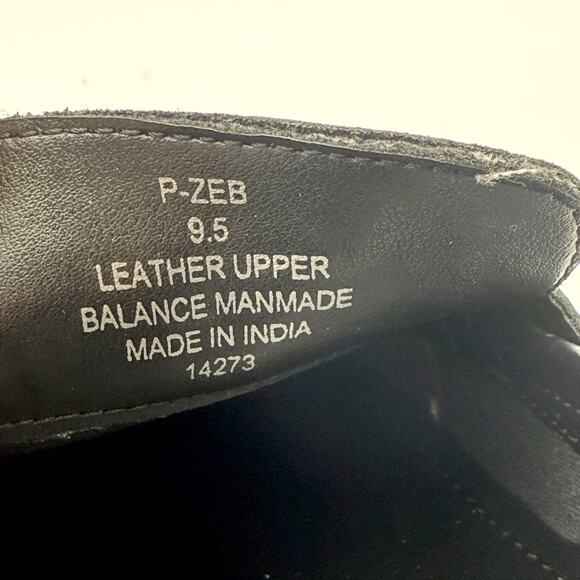 P-ZEB
9.5
LEATHER UPPER
BALANCE MANMADE
MADE IN INDIA
14273